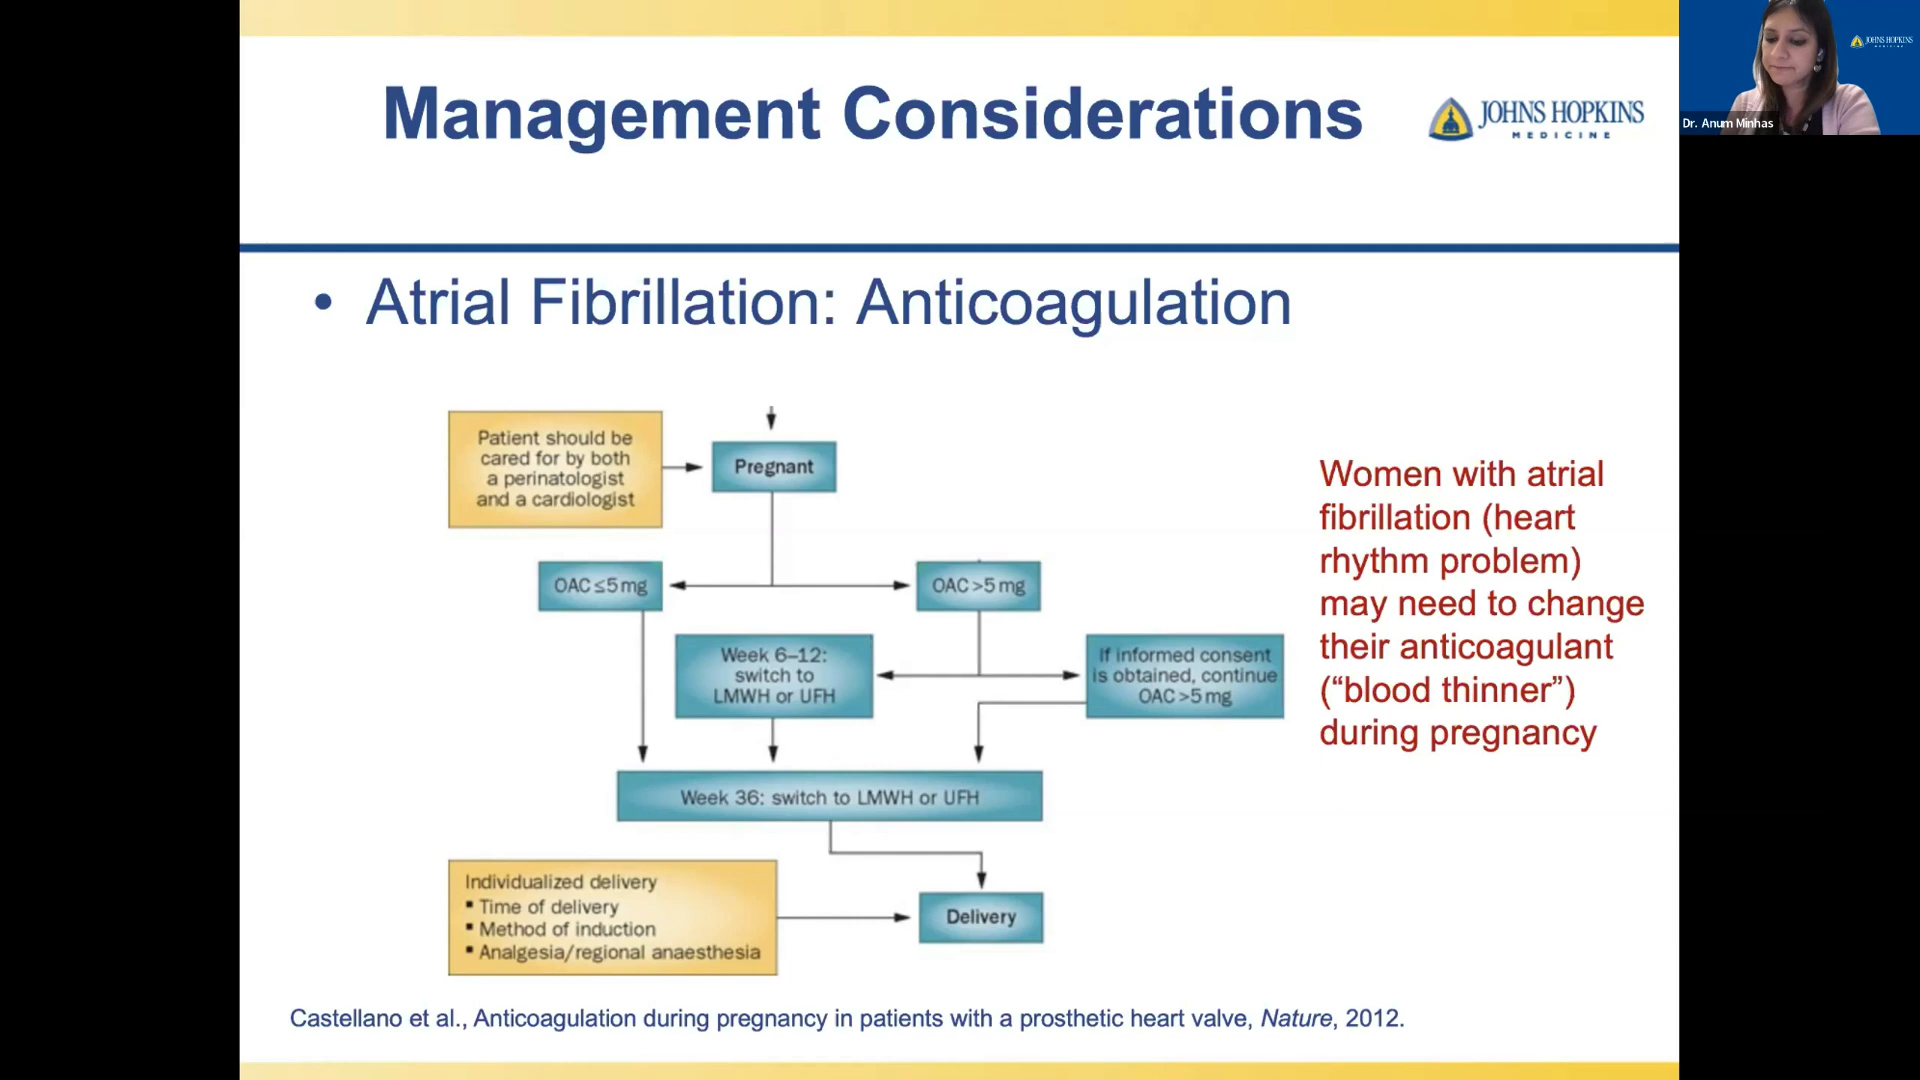 Management Considerations
JOHNS HOPKINS
MEDICINE
JOHNS HOPKINS
MEDICINE
Dr. Anum Minhas
• Atrial Fibrillation: Anticoagulation
Patient should be
cared for by both
a perinatologist
and a cardiologist
Pregnant
OAC ≤5 mg
OAC >5 mg
Week 6–12:
switch to
LMWH or UFH
If informed consent
is obtained, continue
OAC >5 mg
Week 36: switch to LMWH or UFH
Individualized delivery
▪ Time of delivery
▪ Method of induction
▪ Analgesia/regional anaesthesia
Delivery
Women with atrial
fibrillation (heart
rhythm problem)
may need to change
their anticoagulant
(“blood thinner”)
during pregnancy
Castellano et al., Anticoagulation during pregnancy in patients with a prosthetic heart valve, Nature, 2012.